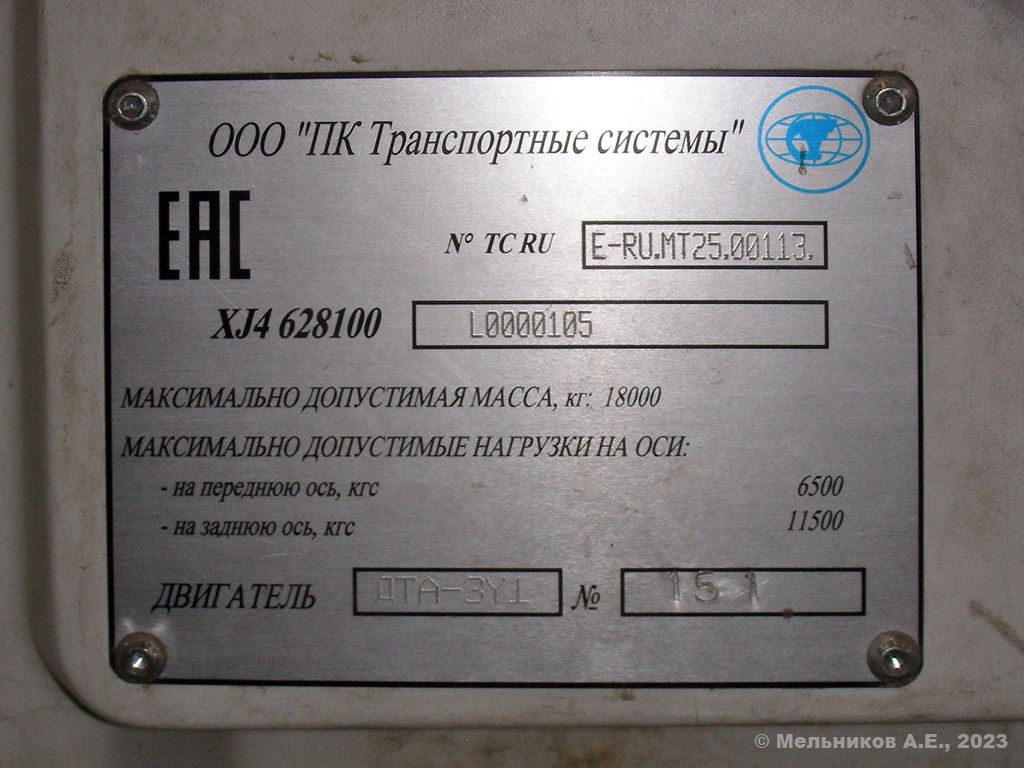 ООО "ПК Транспортные системы"
ЕАС
N° TC RU E-RU.MT25.00113.
XJ4 628100 L0000105
МАКСИМАЛЬНО ДОПУСТИМАЯ МАССА, кг: 18000
МАКСИМАЛЬНО ДОПУСТИМЫЕ НАГРУЗКИ НА ОСИ:
- на переднюю ось, кгс 6500
- на заднюю ось, кгс 11500
ДВИГАТЕЛЬ ДТА-3У1 № 151
© Мельников А.Е., 2023